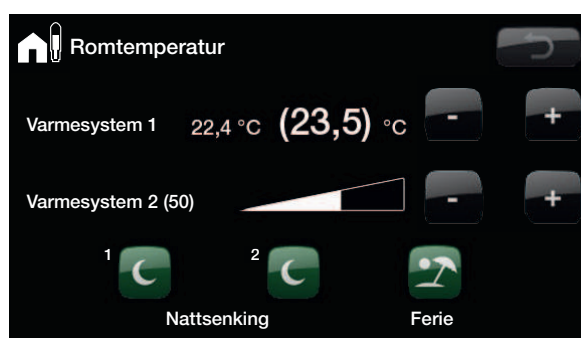 Romtemperatur
Varmesystem 1 22,4 °C (23,5) °C - +
Varmesystem 2 (50) - +
1 2
Nattsenking Ferie